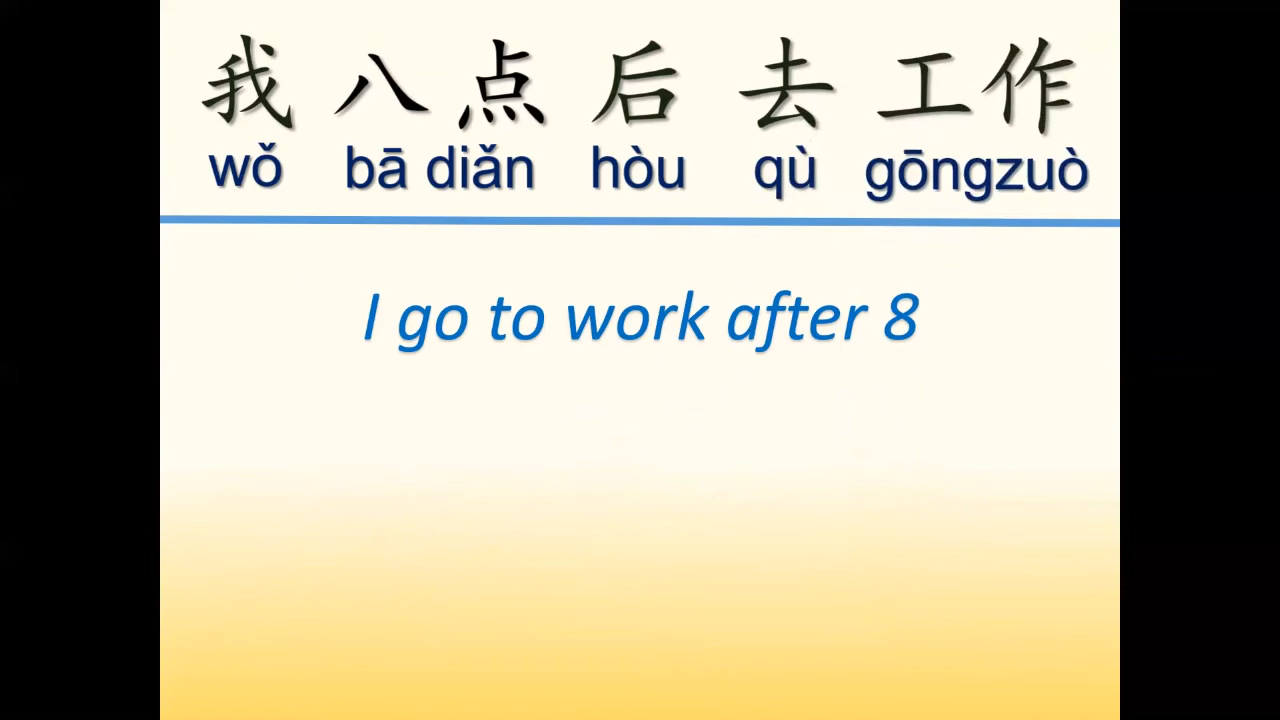 我 八点 后 去 工作
wǒ bā diǎn hòu qù gōngzuò
I go to work after 8